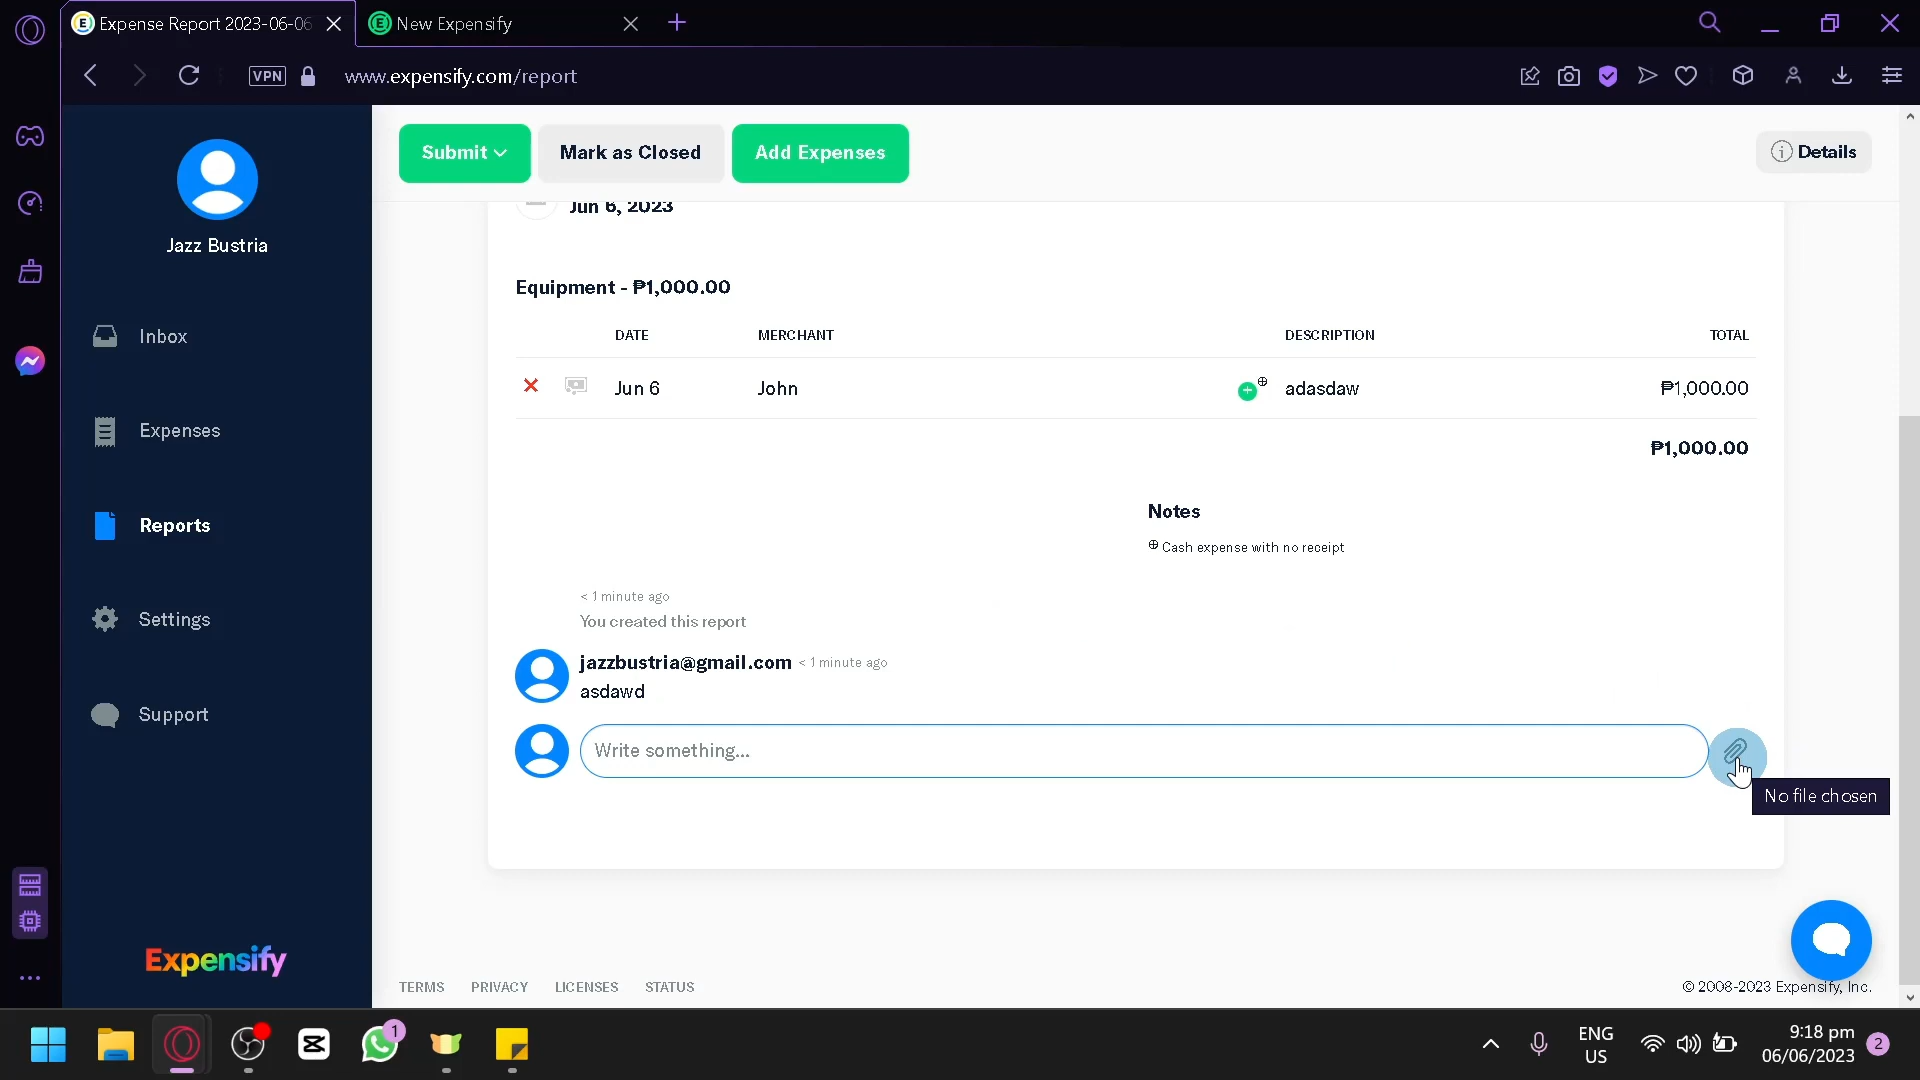 Expense Report 2023-06-06
New Expensify
VPN
www.expensify.com/report
Jazz Bustria
Inbox
Expenses
Reports
Settings
Support
Expensify
Submit
Mark as Closed
Add Expenses
Details
Jun 6, 2023
Equipment - ₱1,000.00
DATE MERCHANT DESCRIPTION TOTAL
Jun 6 John adasdaw ₱1,000.00
₱1,000.00
Notes
⊕ Cash expense with no receipt
< 1 minute ago
You created this report
jazzbustria@gmail.com < 1 minute ago
asdawd
Write something...
No file chosen
TERMS PRIVACY LICENSES STATUS
© 2008-2023 Expensify, Inc.
1
ENG
US
9:18 pm
06/06/2023
2